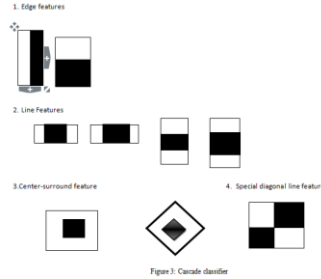 1. Edge features
2. Line Features
3.Center-surround feature
4. Special diagonal line featur
Figure 3: Cascade classifier